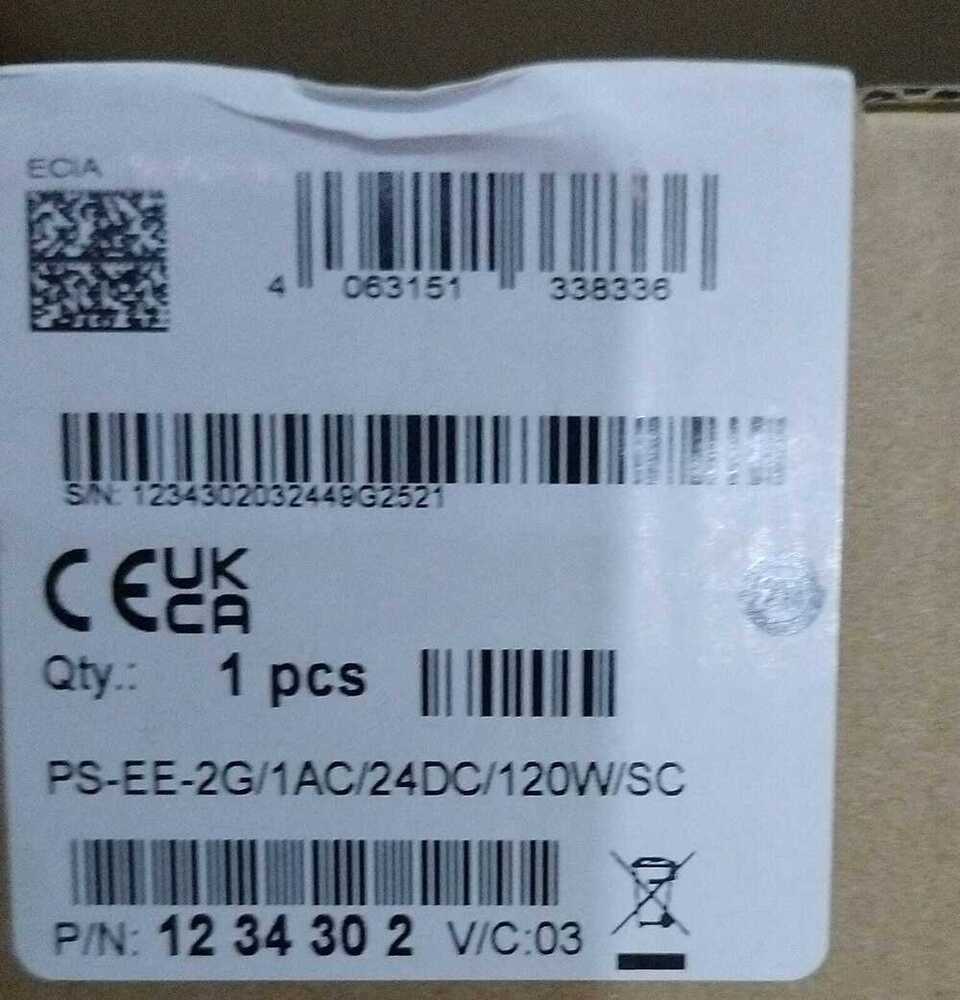 ECIA
4 063151 338336
S/N: 1234302032449G2521
CE UK
CA
Qty.: 1 pcs
PS-EE-2G/1AC/24DC/120W/SC
P/N: 12 34 30 2 V/C:03